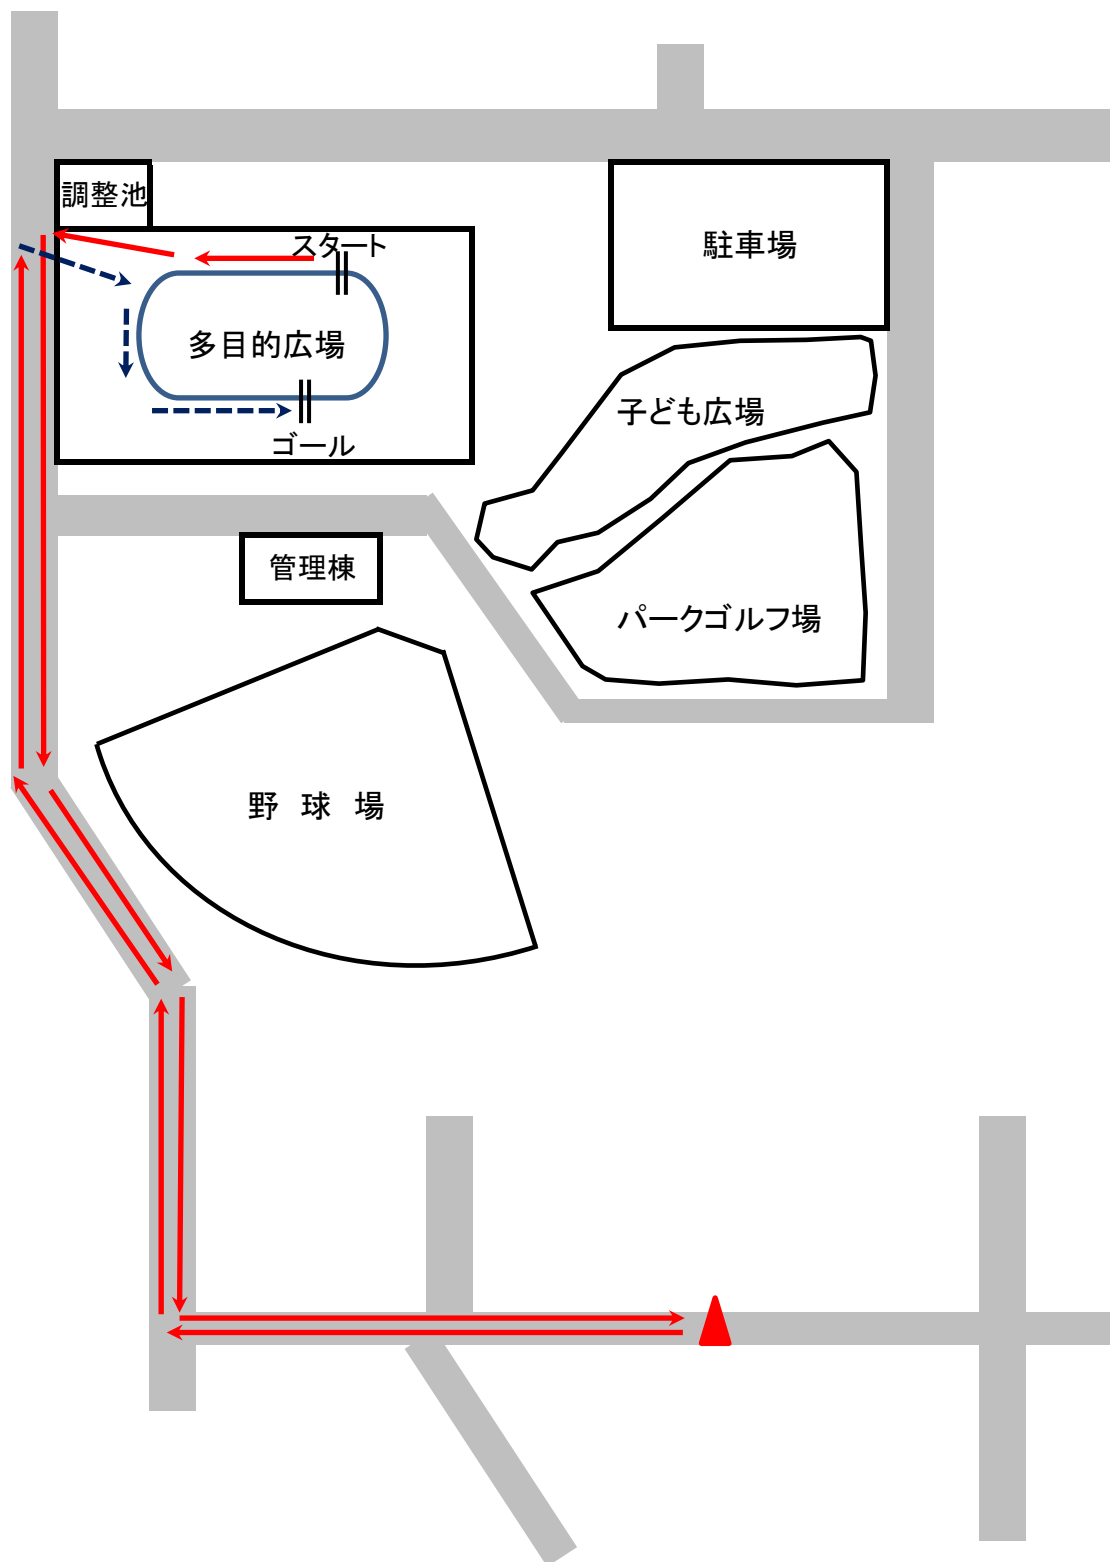 調整池
スタート
駐車場
多目的広場
子ども広場
ゴール
管理棟
パークゴルフ場
野 球 場